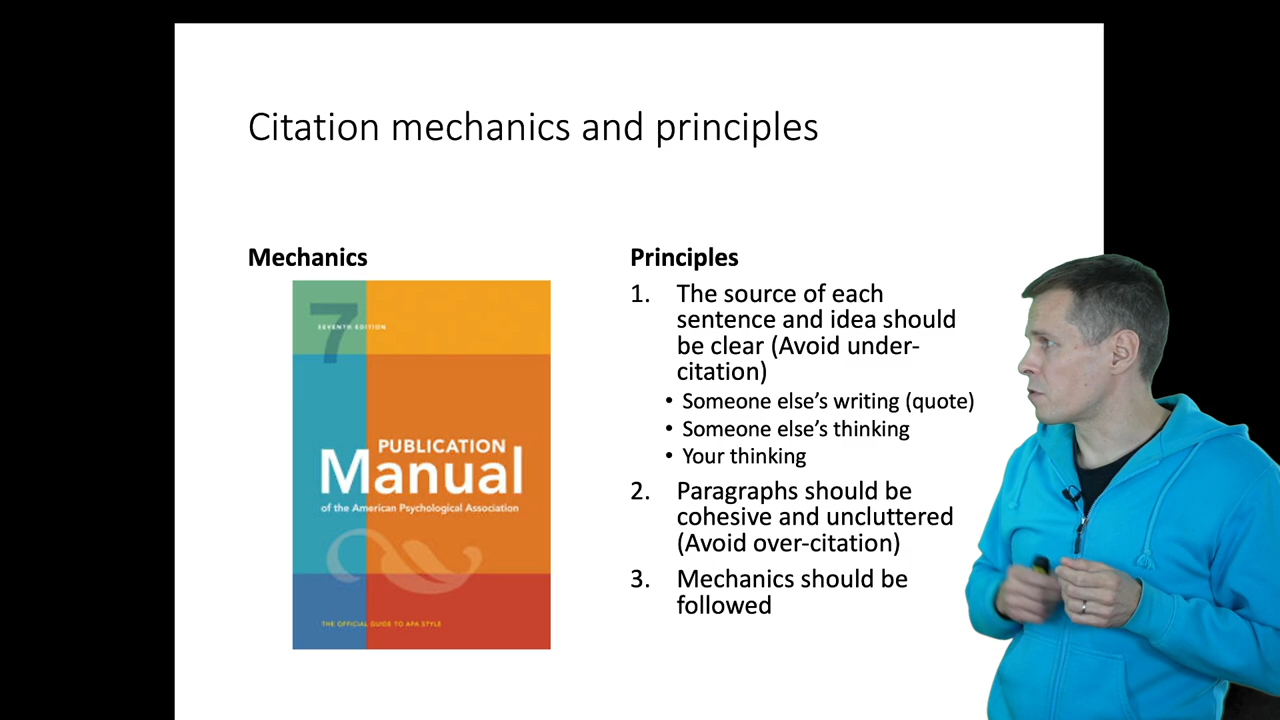 Citation mechanics and principles
Mechanics
7
SEVENTH EDITION
PUBLICATION
Manual
of the American Psychological Association
THE OFFICIAL GUIDE TO APA STYLE
Principles
1. The source of each
sentence and idea should
be clear (Avoid under-
citation)
• Someone else’s writing (quote)
• Someone else’s thinking
• Your thinking
2. Paragraphs should be
cohesive and uncluttered
(Avoid over-citation)
3. Mechanics should be
followed